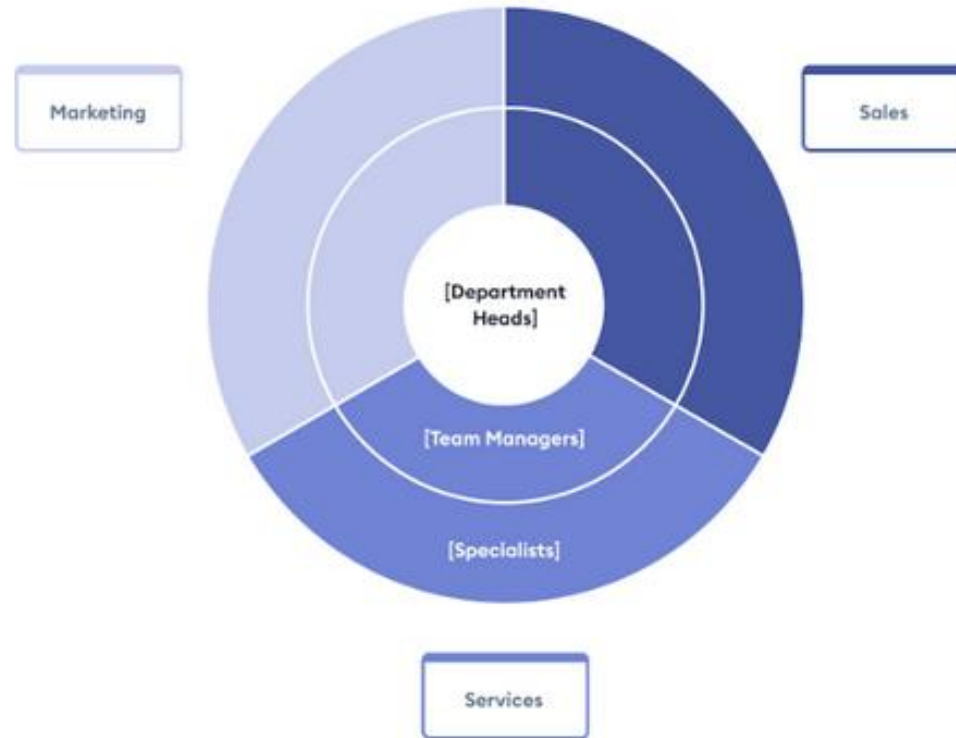 Marketing
Sales
[Department
Heads]
[Team Managers]
[Specialists]
Services